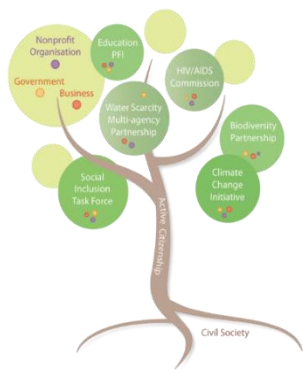 Nonprofit
Organisation
Government
Business
Education
PFI
HIV/AIDS
Commission
Water Scarcity
Multi-agency
Partnership
Biodiversity
Partnership
Social
Inclusion
Task Force
Climate
Change
Initiative
Active Citizenship
Civil Society